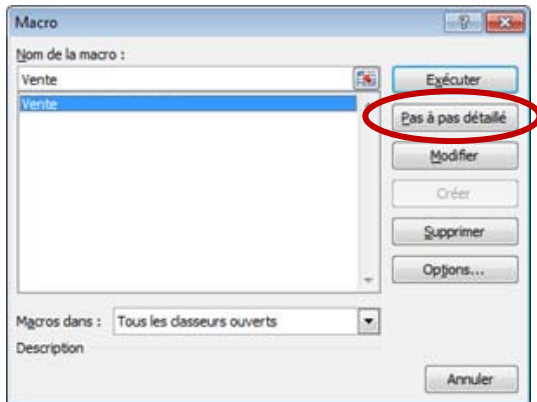 Macro
Nom de la macro :
Vente
Exécuter
Vente
Pas à pas détaillé
Modifier
Créer
Supprimer
Options...
Macros dans : Tous les classeurs ouverts
Description
Annuler